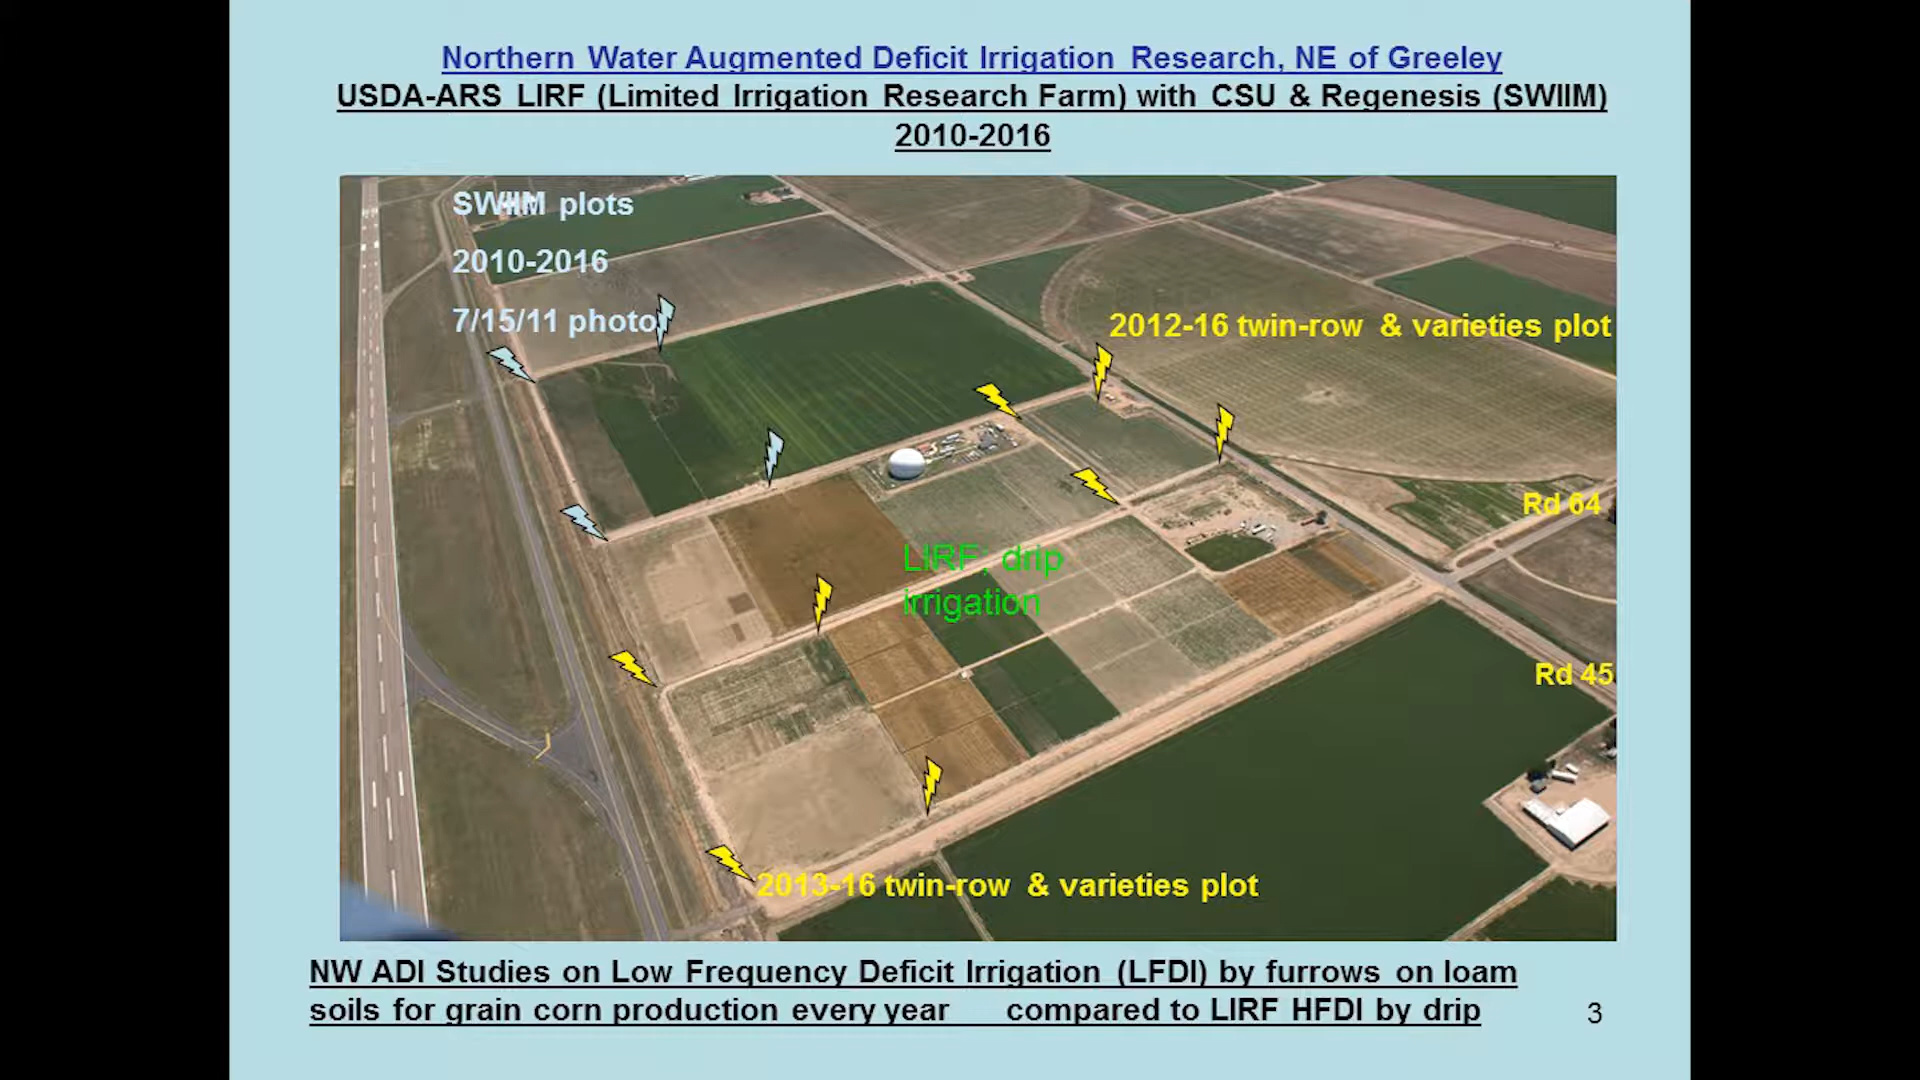 Northern Water Augmented Deficit Irrigation Research, NE of Greeley
USDA-ARS LIRF (Limited Irrigation Research Farm) with CSU & Regenesis (SWIIM)
2010-2016
SWIIM plots
2010-2016
7/15/11 photo
2012-16 twin-row & varieties plot
Rd 64
LIRF; drip
irrigation
Rd 45
2013-16 twin-row & varieties plot
NW ADI Studies on Low Frequency Deficit Irrigation (LFDI) by furrows on loam
soils for grain corn production every year compared to LIRF HFDI by drip
3